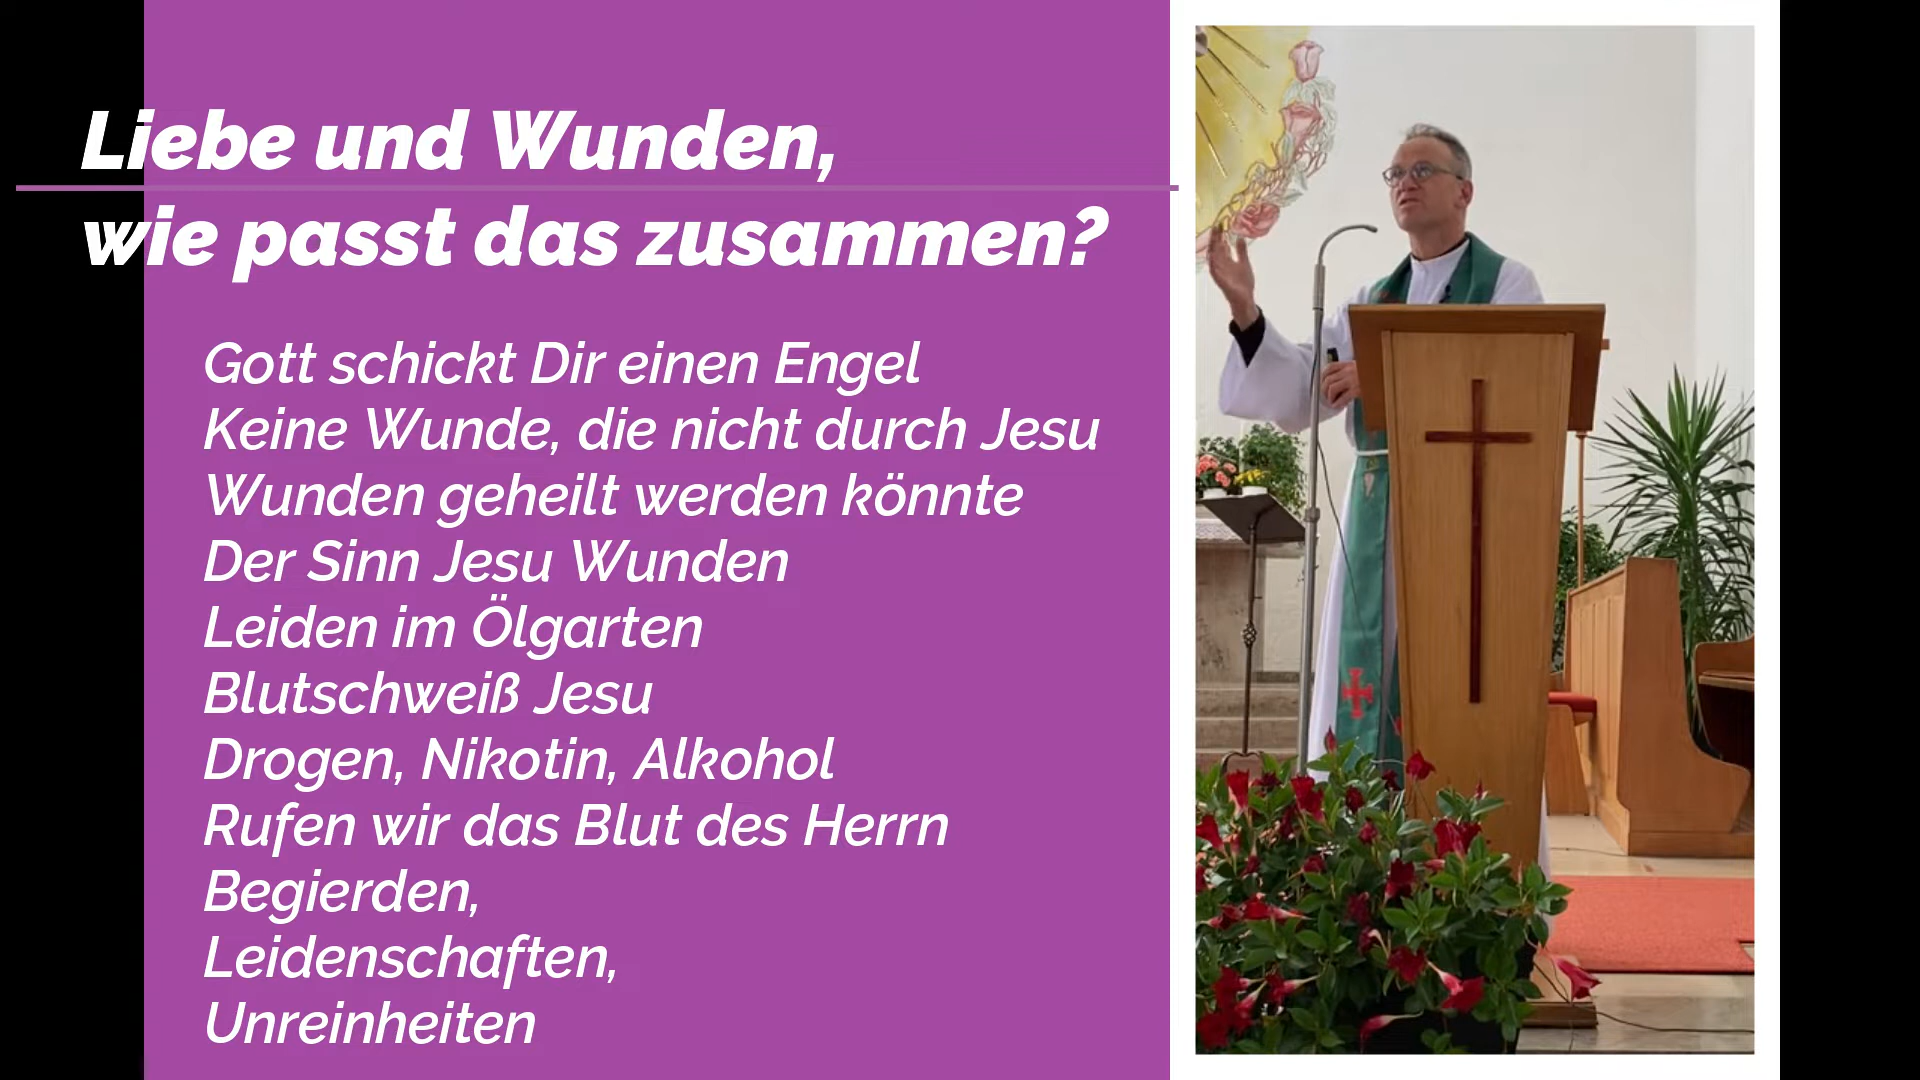 Liebe und Wunden,
wie passt das zusammen?
Gott schickt Dir einen Engel
Keine Wunde, die nicht durch Jesu
Wunden geheilt werden könnte
Der Sinn Jesu Wunden
Leiden im Ölgarten
Blutschweiß Jesu
Drogen, Nikotin, Alkohol
Rufen wir das Blut des Herrn
Begierden,
Leidenschaften,
Unreinheiten